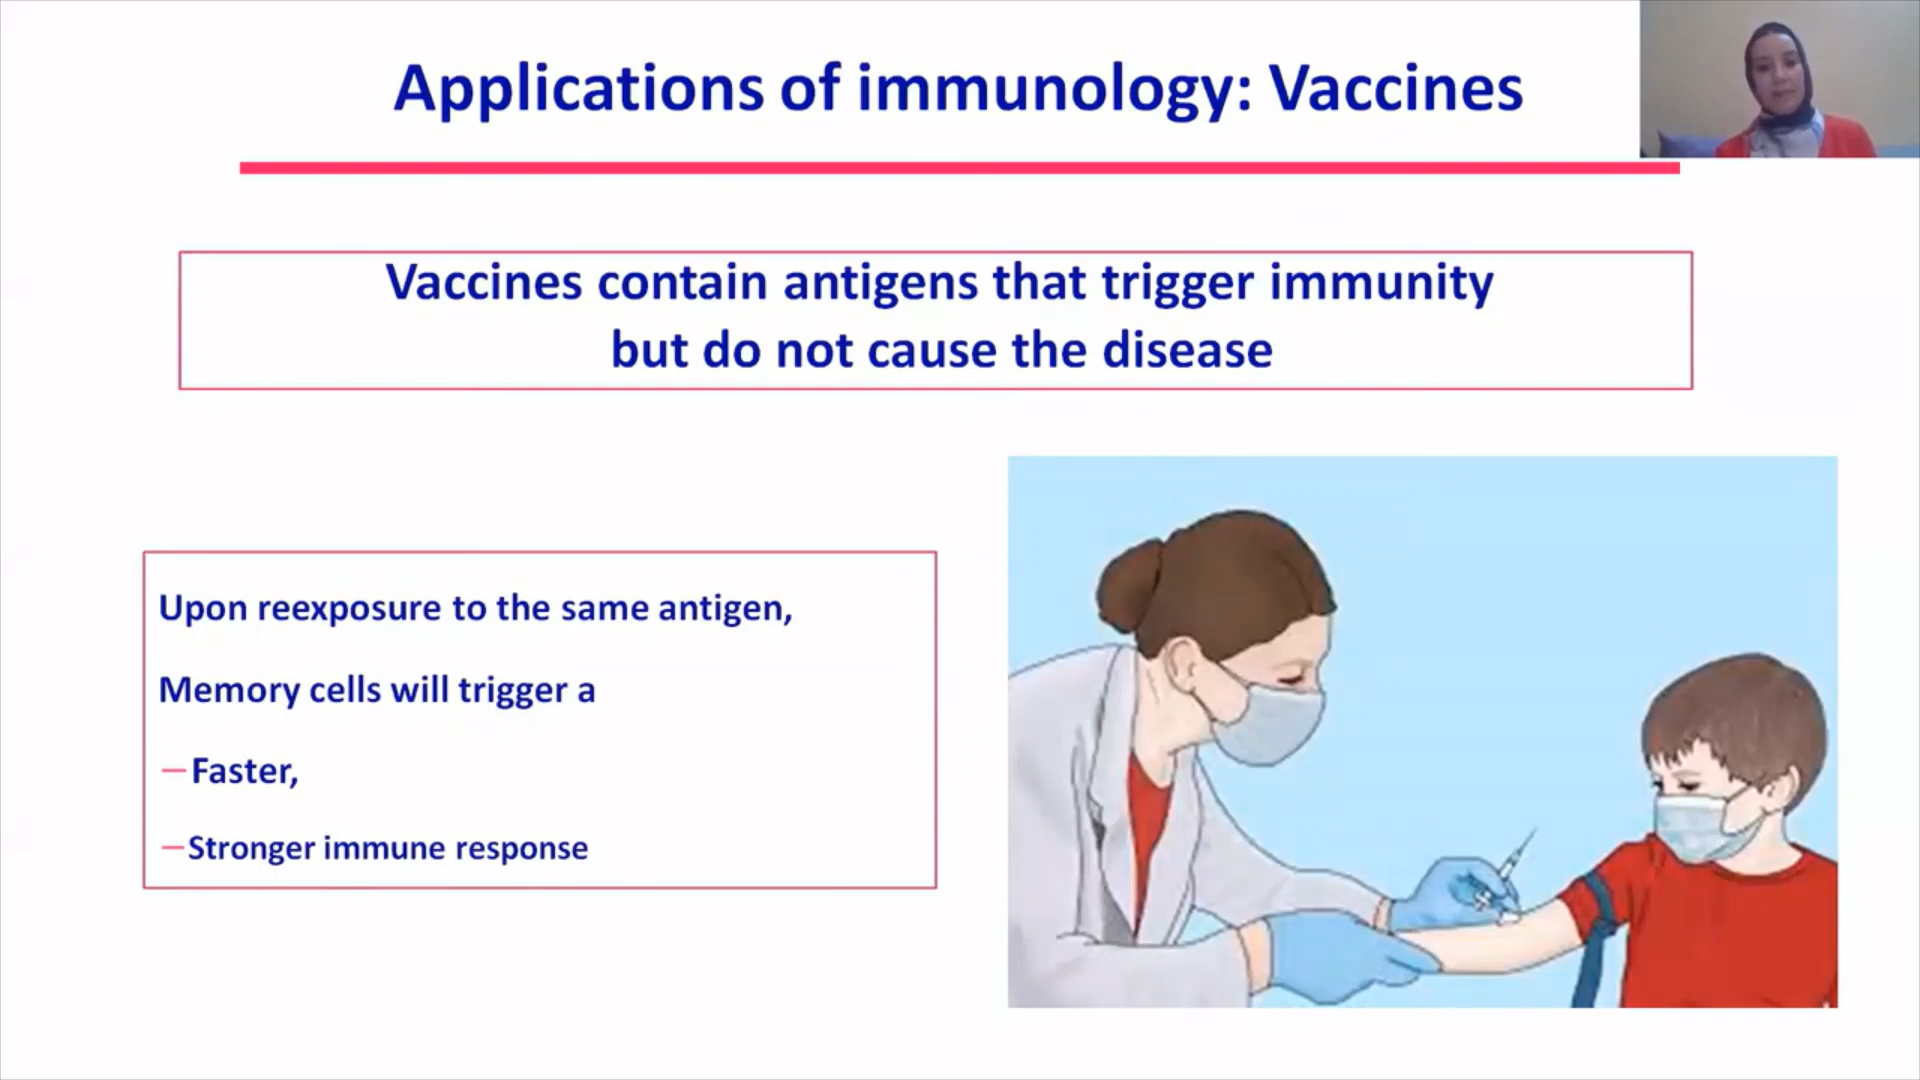 Applications of immunology: Vaccines
Vaccines contain antigens that trigger immunity
but do not cause the disease
Upon reexposure to the same antigen,
Memory cells will trigger a
– Faster,
– Stronger immune response